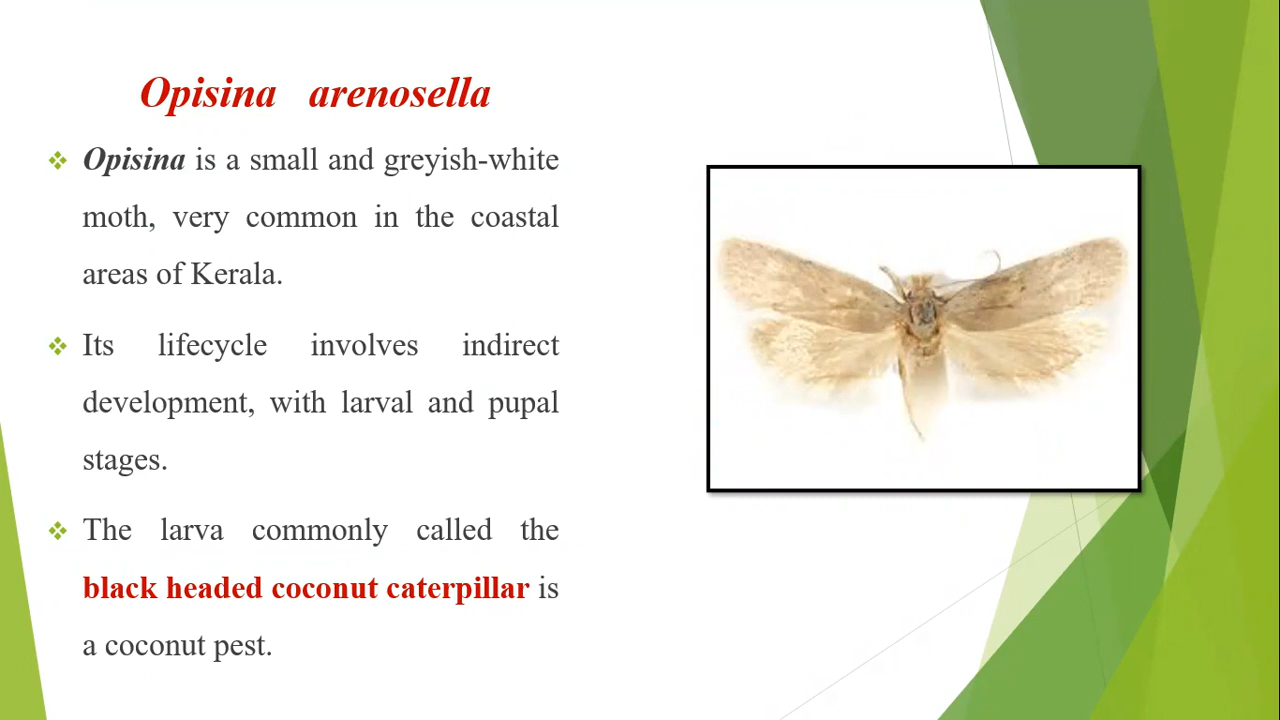 Opisina arenosella
Opisina is a small and greyish-white
moth, very common in the coastal
areas of Kerala.
Its lifecycle involves indirect
development, with larval and pupal
stages.
The larva commonly called the
black headed coconut caterpillar is
a coconut pest.